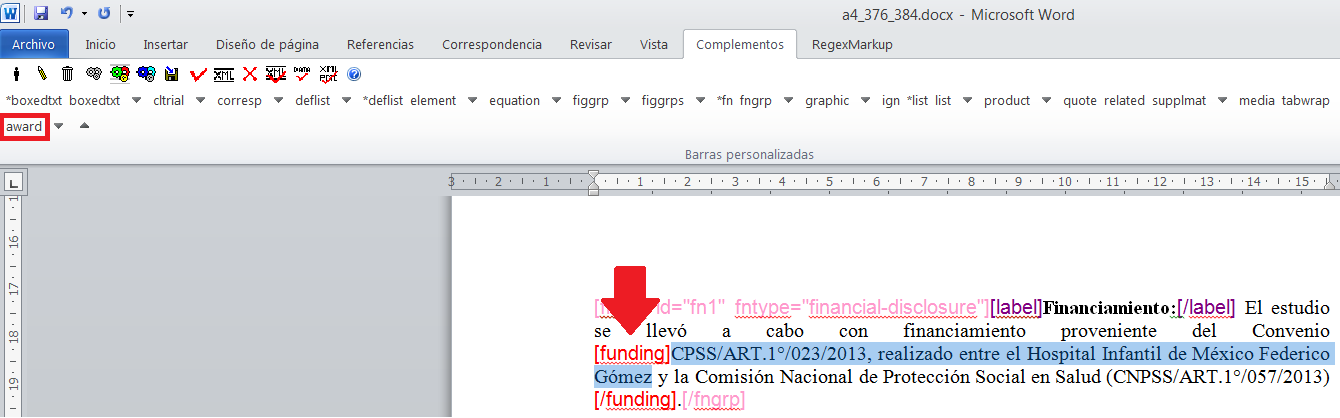 a4_376_384.docx - Microsoft Word
Archivo Inicio Insertar Diseño de página Referencias Correspondencia Revisar Vista Complementos RegexMarkup
*boxedtxt boxedtxt cltrial corresp deflist *deflist element equation figgrp figgrps *fn fngrp graphic ign *list list product quote related supplmat media tabwrap
award
Barras personalizadas
3 2 1 1 2 3 4 5 6 7 8 9 10 11 12 13 14 15
16
17
18
19
id="fn1" fntype="financial-disclosure"][label]Financiamiento:[/label] El estudio
se llevó a cabo con financiamiento proveniente del Convenio
[funding]CPSS/ART.1°/023/2013, realizado entre el Hospital Infantil de México Federico
Gómez y la Comisión Nacional de Protección Social en Salud (CNPSS/ART.1°/057/2013)
[/funding].[/fngrp]